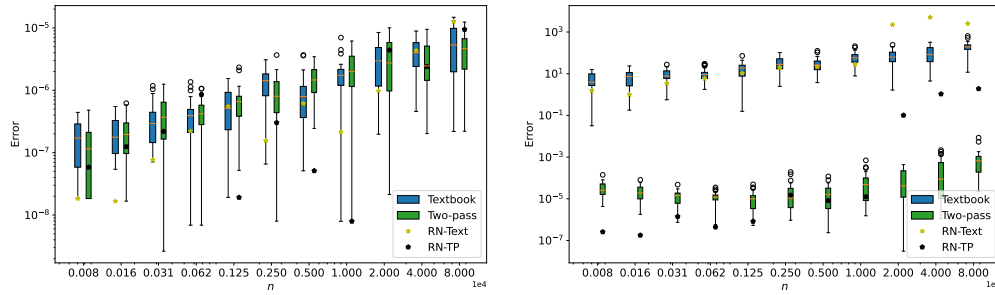 10⁻⁵
10⁻⁶
10⁻⁷
10⁻⁸
Error
0.008 0.016 0.031 0.062 0.125 0.250 0.500 1.000 2.000 4.000 8.000
n
1e4
Textbook
Two-pass
RN-Text
RN-TP
10³
10¹
10⁻¹
10⁻³
10⁻⁵
10⁻⁷
Error
0.008 0.016 0.031 0.062 0.125 0.250 0.500 1.000 2.000 4.000 8.000
n
1e4
Textbook
Two-pass
RN-Text
RN-TP